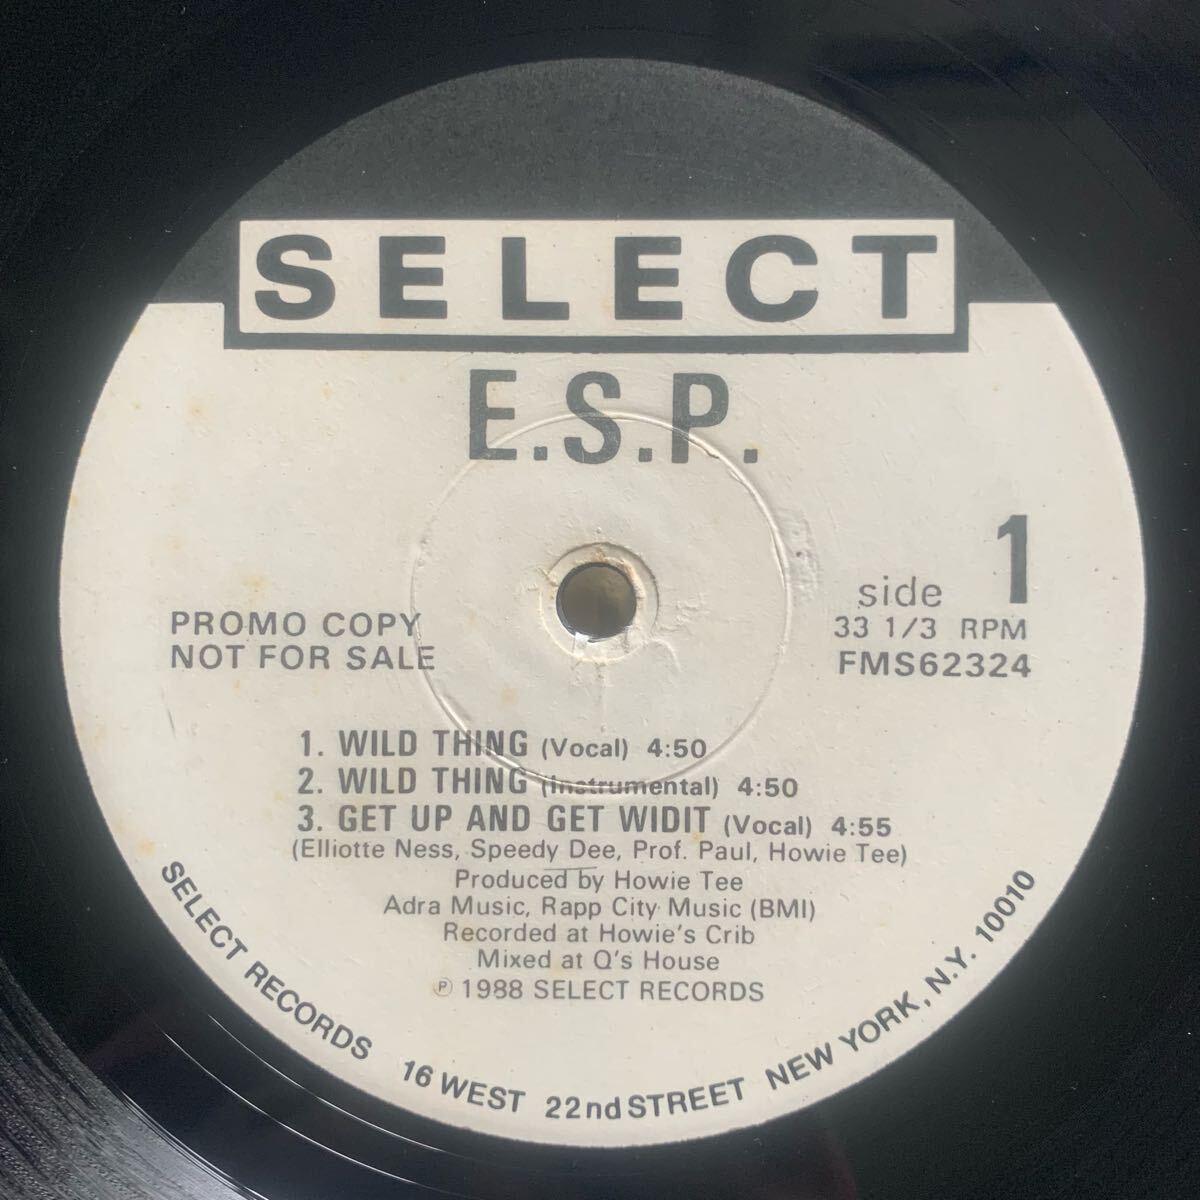 SELECT
E.S.P.
side 1
33 1/3 RPM
FMS62324
PROMO COPY
NOT FOR SALE
1. WILD THING (Vocal) 4:50
2. WILD THING (Instrumental) 4:50
3. GET UP AND GET WIDIT (Vocal) 4:55
(Elliotte Ness, Speedy Dee, Prof. Paul, Howie Tee)
Produced by Howie Tee
Adra Music, Rapp City Music (BMI)
Recorded at Howie's Crib
Mixed at Q's House
℗ 1988 SELECT RECORDS
SELECT RECORDS 16 WEST 22nd STREET NEW YORK, N.Y. 10010